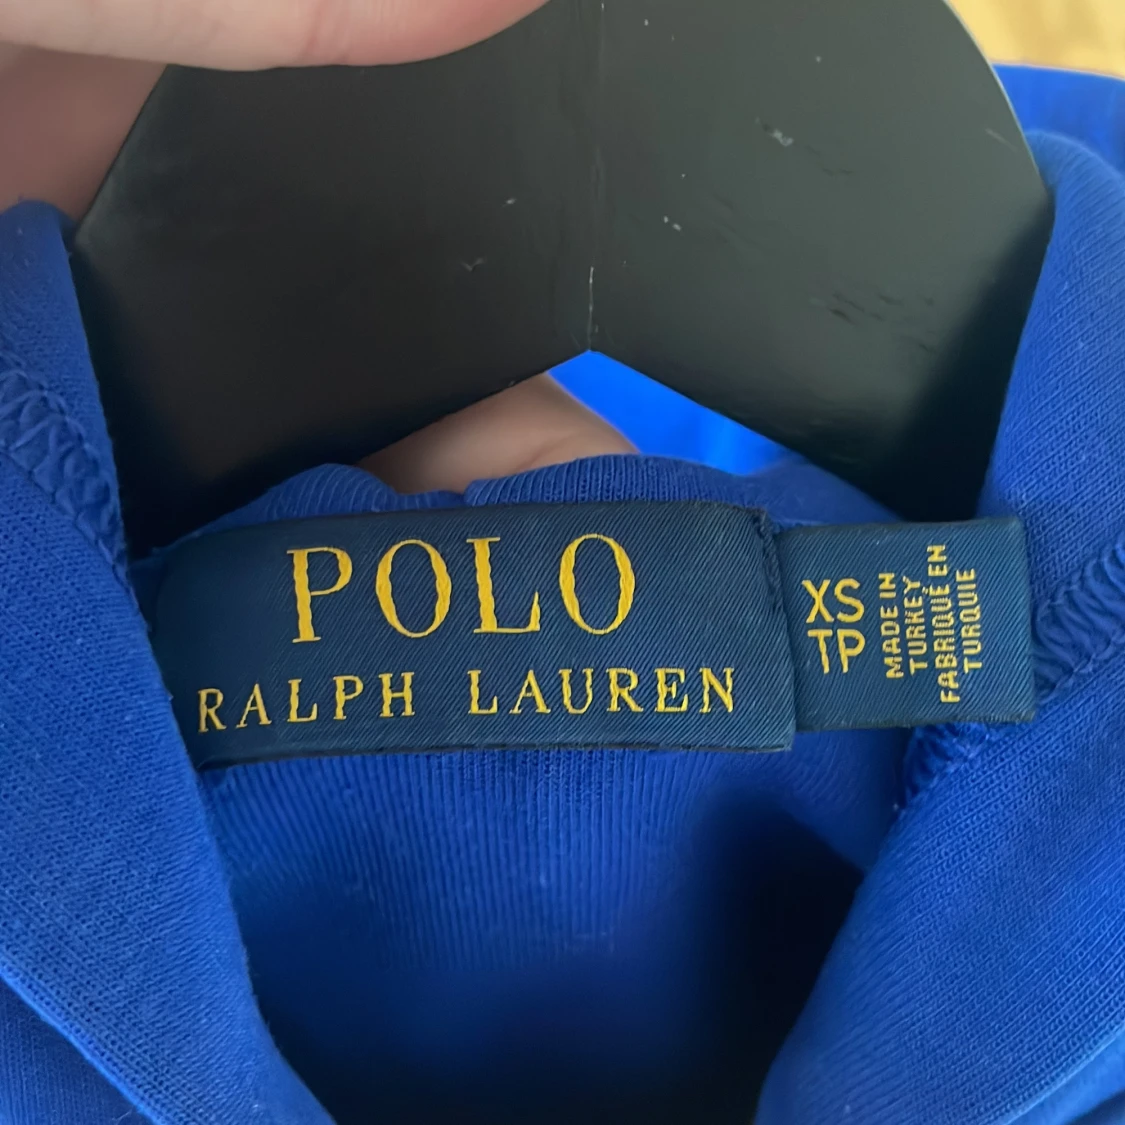 POLO
RALPH LAUREN
XS
TP
MADE IN
TURKEY
FABRIQUÉ EN
TURQUIE